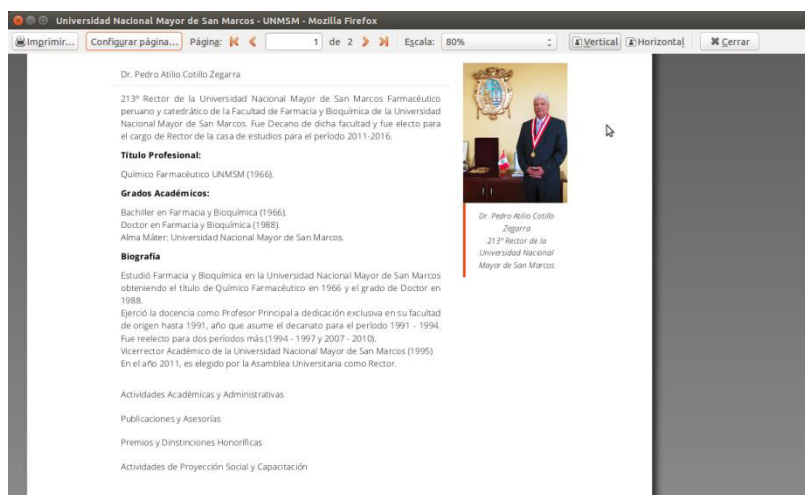 Universidad Nacional Mayor de San Marcos - UNMSM - Mozilla Firefox
Imprimir... Configurar página... Página: 1 de 2 Escala: 80% Vertical Horizontal Cerrar
Dr. Pedro Atilio Cotillo Zegarra
213º Rector de la Universidad Nacional Mayor de San Marcos Farmacéutico
peruano y catedrático de la Facultad de Farmacia y Bioquímica de la Universidad
Nacional Mayor de San Marcos. Fue Decano de dicha facultad y fue electo para
el cargo de Rector de la casa de estudios para el período 2011-2016.
Título Profesional:
Químico Farmacéutico UNMSM (1966).
Grados Académicos:
Bachiller en Farmacia y Bioquímica (1966).
Doctor en Farmacia y Bioquímica (1988).
Alma Máter: Universidad Nacional Mayor de San Marcos.
Biografía
Estudió Farmacia y Bioquímica en la Universidad Nacional Mayor de San Marcos
obteniendo el título de Químico Farmacéutico en 1966 y el grado de Doctor en
1988.
Ejerció la docencia como Profesor Principal a dedicación exclusiva en su facultad
de origen hasta 1991, año que asume el decanato para el período 1991 - 1994.
Fue reelecto para dos períodos más (1994 - 1997 y 2007 - 2010).
Vicerrector Académico de la Universidad Nacional Mayor de San Marcos (1995)
En el año 2011, es elegido por la Asamblea Universitaria como Rector.
Actividades Académicas y Administrativas
Publicaciones y Asesorías
Premios y Dinstinciones Honoríficas
Actividades de Proyección Social y Capacitación
Dr. Pedro Atilio Cotillo
Zegarra
213º Rector de la
Universidad Nacional
Mayor de San Marcos